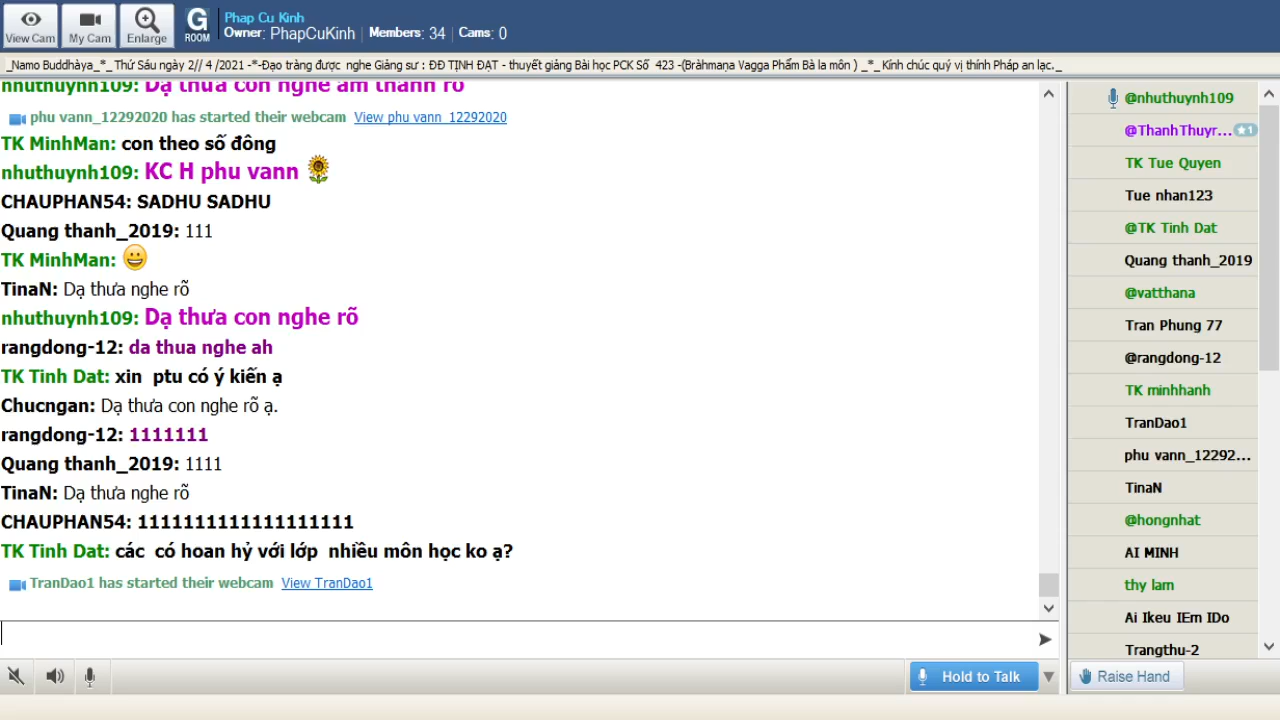 View Cam
My Cam
Enlarge
G
ROOM
Phap Cu Kinh
Owner: PhapCuKinh | Members: 34 | Cams: 0
_Namo Buddhàya_*_ Thứ Sáu ngày 2// 4 /2021 -*-Đạo tràng được nghe Giảng sư : ĐĐ TỊNH ĐẠT - thuyết giảng Bài học PCK Số 423 -(Brāhmaṇa Vagga Phẩm Bà la môn ) _*_Kính chúc quý vị thính Pháp an lạc._
nhuthuynh109: Dạ thưa con nghe âm thanh rõ
phu vann_12292020 has started their webcam View phu vann_12292020
TK MinhMan: con theo số đông
nhuthuynh109: KC H phu vann
CHAUPHAN54: SADHU SADHU
Quang thanh_2019: 111
TK MinhMan:
TinaN: Dạ thưa nghe rõ
nhuthuynh109: Dạ thưa con nghe rõ
rangdong-12: da thua nghe ah
TK Tinh Dat: xin ptu có ý kiến ạ
Chucngan: Dạ thưa con nghe rõ ạ.
rangdong-12: 1111111
Quang thanh_2019: 1111
TinaN: Dạ thưa nghe rõ
CHAUPHAN54: 1111111111111111111
TK Tinh Dat: các có hoan hỷ với lớp nhiều môn học ko ạ?
TranDao1 has started their webcam View TranDao1
Hold to Talk
@nhuthuynh109
@ThanhThuyr... 1
TK Tue Quyen
Tue nhan123
@TK Tinh Dat
Quang thanh_2019
@vatthana
Tran Phung 77
@rangdong-12
TK minhhanh
TranDao1
phu vann_12292...
TinaN
@hongnhat
AI MINH
thy lam
Ai Ikeu IEm IDo
Trangthu-2
Raise Hand